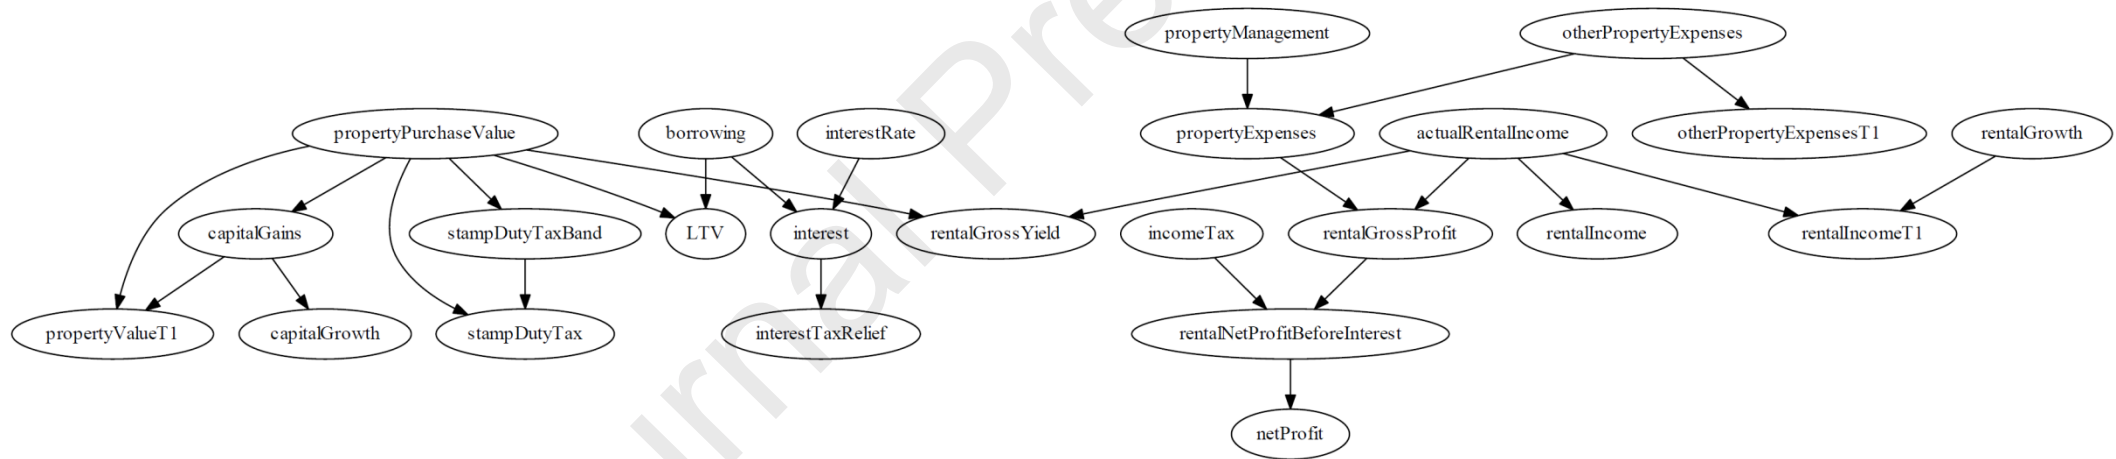 propertyManagement
otherPropertyExpenses
propertyPurchaseValue
borrowing
interestRate
propertyExpenses
actualRentalIncome
otherPropertyExpensesT1
rentalGrowth
capitalGains
stampDutyTaxBand
LTV
interest
rentalGrossYield
incomeTax
rentalGrossProfit
rentalIncome
rentalIncomeT1
propertyValueT1
capitalGrowth
stampDutyTax
interestTaxRelief
rentalNetProfitBeforeInterest
netProfit